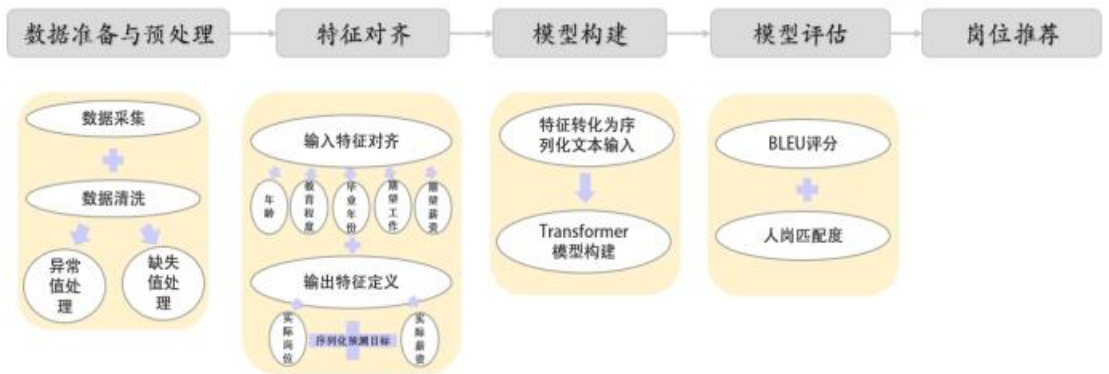 数据准备与预处理
特征对齐
模型构建
模型评估
岗位推荐
数据采集
数据清洗
异常
值处
理
缺失
值处
理
输入特征对齐
年龄
教育程度
毕业年份
期望工作
期望薪资
输出特征定义
实际岗位
序列化预测目标
实际薪资
特征转化为序
列化文本输入
Transformer
模型构建
BLEU评分
人岗匹配度